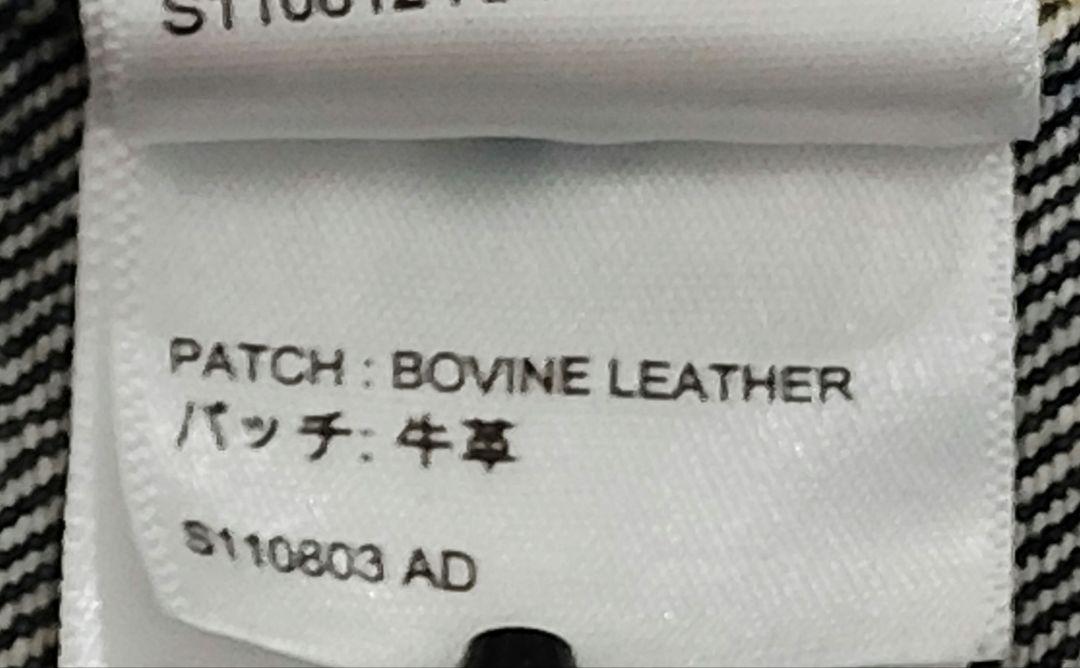 PATCH : BOVINE LEATHER
パッチ: 牛革
S110803 AD